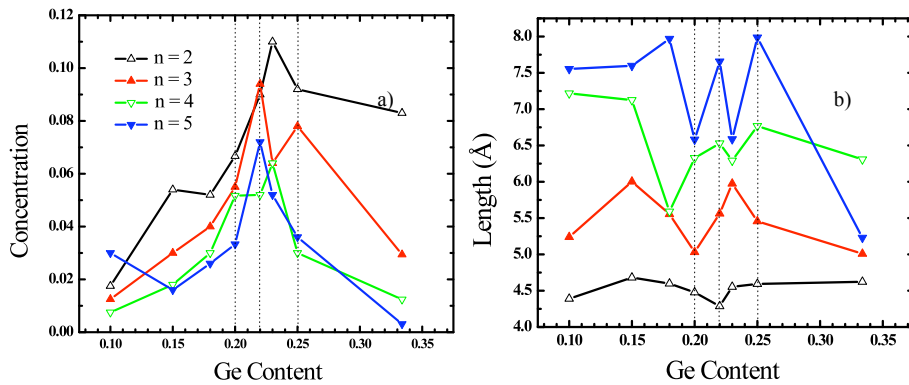 0.12
0.10
0.08
0.06
0.04
0.02
0.00
Concentration
n = 2
n = 3
n = 4
n = 5
a)
0.10 0.15 0.20 0.25 0.30 0.35
Ge Content
8.0
7.5
7.0
6.5
6.0
5.5
5.0
4.5
4.0
Length (Å)
b)
0.10 0.15 0.20 0.25 0.30 0.35
Ge Content